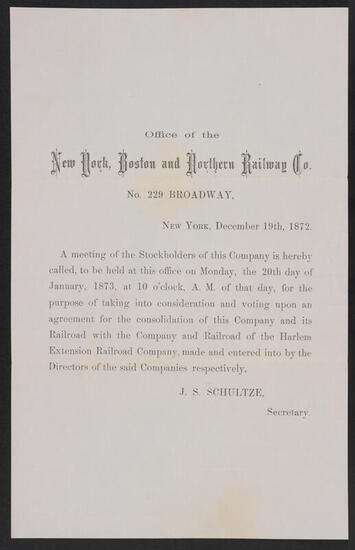 Office of the
New York, Boston and Northern Railway Co.
No. 229 BROADWAY,
NEW YORK, December 19th, 1872.
A meeting of the Stockholders of this Company is hereby
called, to be held at this office on Monday, the 20th day of
January, 1873, at 10 o'clock, A. M. of that day, for the
purpose of taking into consideration and voting upon an
agreement for the consolidation of this Company and its
Railroad with the Company and Railroad of the Harlem
Extension Railroad Company, made and entered into by the
Directors of the said Companies respectively.
J. S. SCHULTZE,
Secretary.